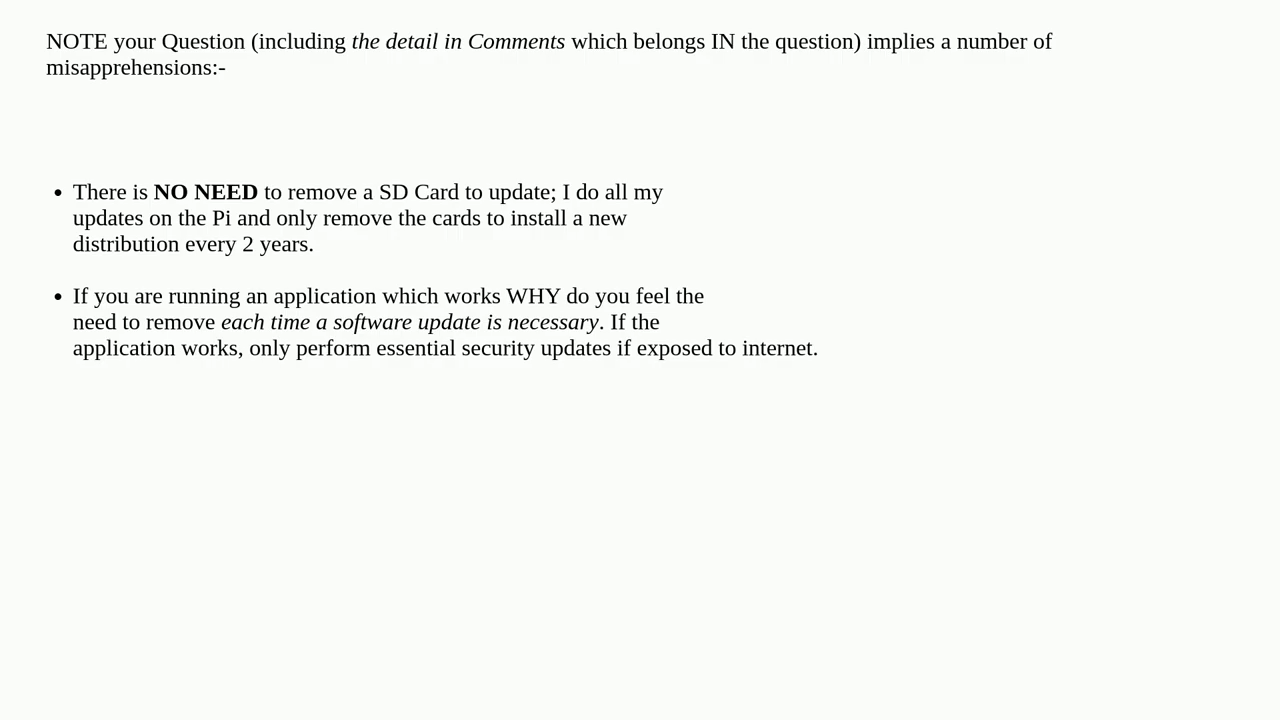 NOTE your Question (including the detail in Comments which belongs IN the question) implies a number of
misapprehensions:-
• There is NO NEED to remove a SD Card to update; I do all my
updates on the Pi and only remove the cards to install a new
distribution every 2 years.
• If you are running an application which works WHY do you feel the
need to remove each time a software update is necessary. If the
application works, only perform essential security updates if exposed to internet.